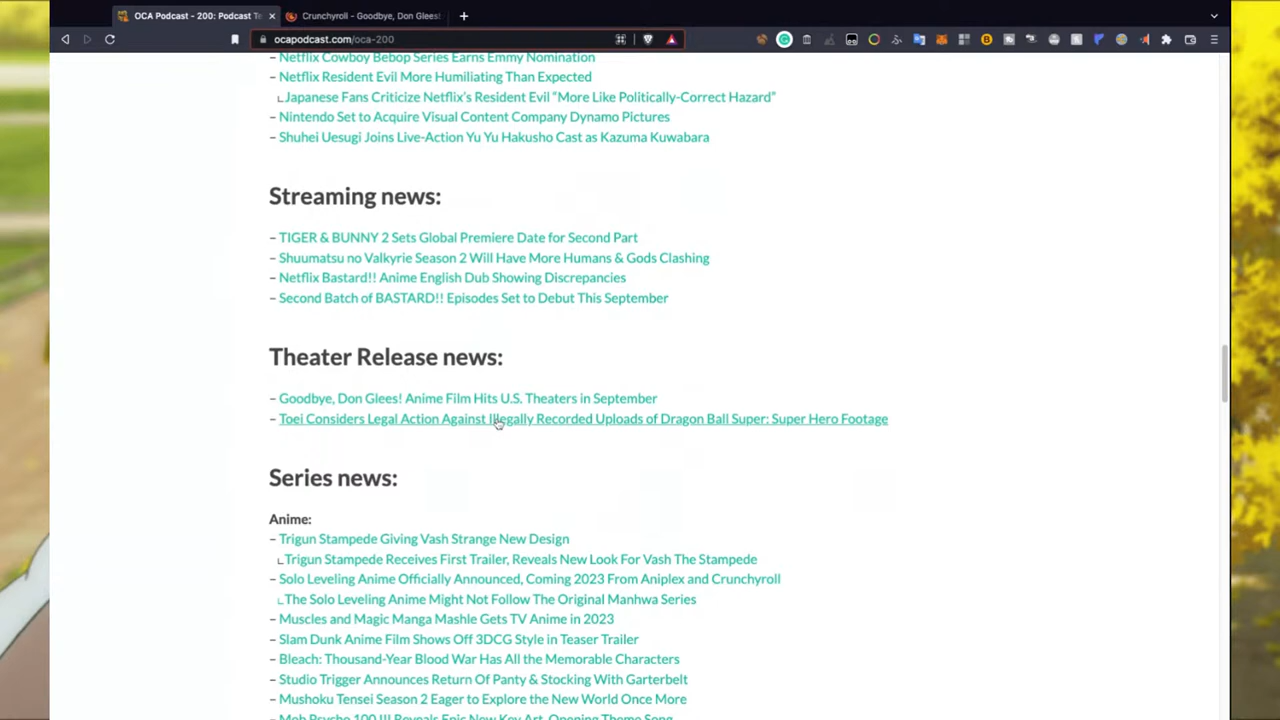 OCA Podcast - 200: Podcast Te
Crunchyroll - Goodbye, Don Glees!
ocapodcast.com/oca-200
– Netflix Cowboy Bebop Series Earns Emmy Nomination
– Netflix Resident Evil More Humiliating Than Expected
Japanese Fans Criticize Netflix's Resident Evil “More Like Politically-Correct Hazard”
– Nintendo Set to Acquire Visual Content Company Dynamo Pictures
– Shuhei Uesugi Joins Live-Action Yu Yu Hakusho Cast as Kazuma Kuwabara
Streaming news:
– TIGER & BUNNY 2 Sets Global Premiere Date for Second Part
– Shuumatsu no Valkyrie Season 2 Will Have More Humans & Gods Clashing
– Netflix Bastard!! Anime English Dub Showing Discrepancies
– Second Batch of BASTARD!! Episodes Set to Debut This September
Theater Release news:
– Goodbye, Don Glees! Anime Film Hits U.S. Theaters in September
– Toei Considers Legal Action Against Illegally Recorded Uploads of Dragon Ball Super: Super Hero Footage
Series news:
Anime:
– Trigun Stampede Giving Vash Strange New Design
Trigun Stampede Receives First Trailer, Reveals New Look For Vash The Stampede
– Solo Leveling Anime Officially Announced, Coming 2023 From Aniplex and Crunchyroll
The Solo Leveling Anime Might Not Follow The Original Manhwa Series
– Muscles and Magic Manga Mashle Gets TV Anime in 2023
– Slam Dunk Anime Film Shows Off 3DCG Style in Teaser Trailer
– Bleach: Thousand-Year Blood War Has All the Memorable Characters
– Studio Trigger Announces Return Of Panty & Stocking With Garterbelt
– Mushoku Tensei Season 2 Eager to Explore the New World Once More
– Mob Psycho 100 III Reveals Epic New Key Art, Opening Theme Song